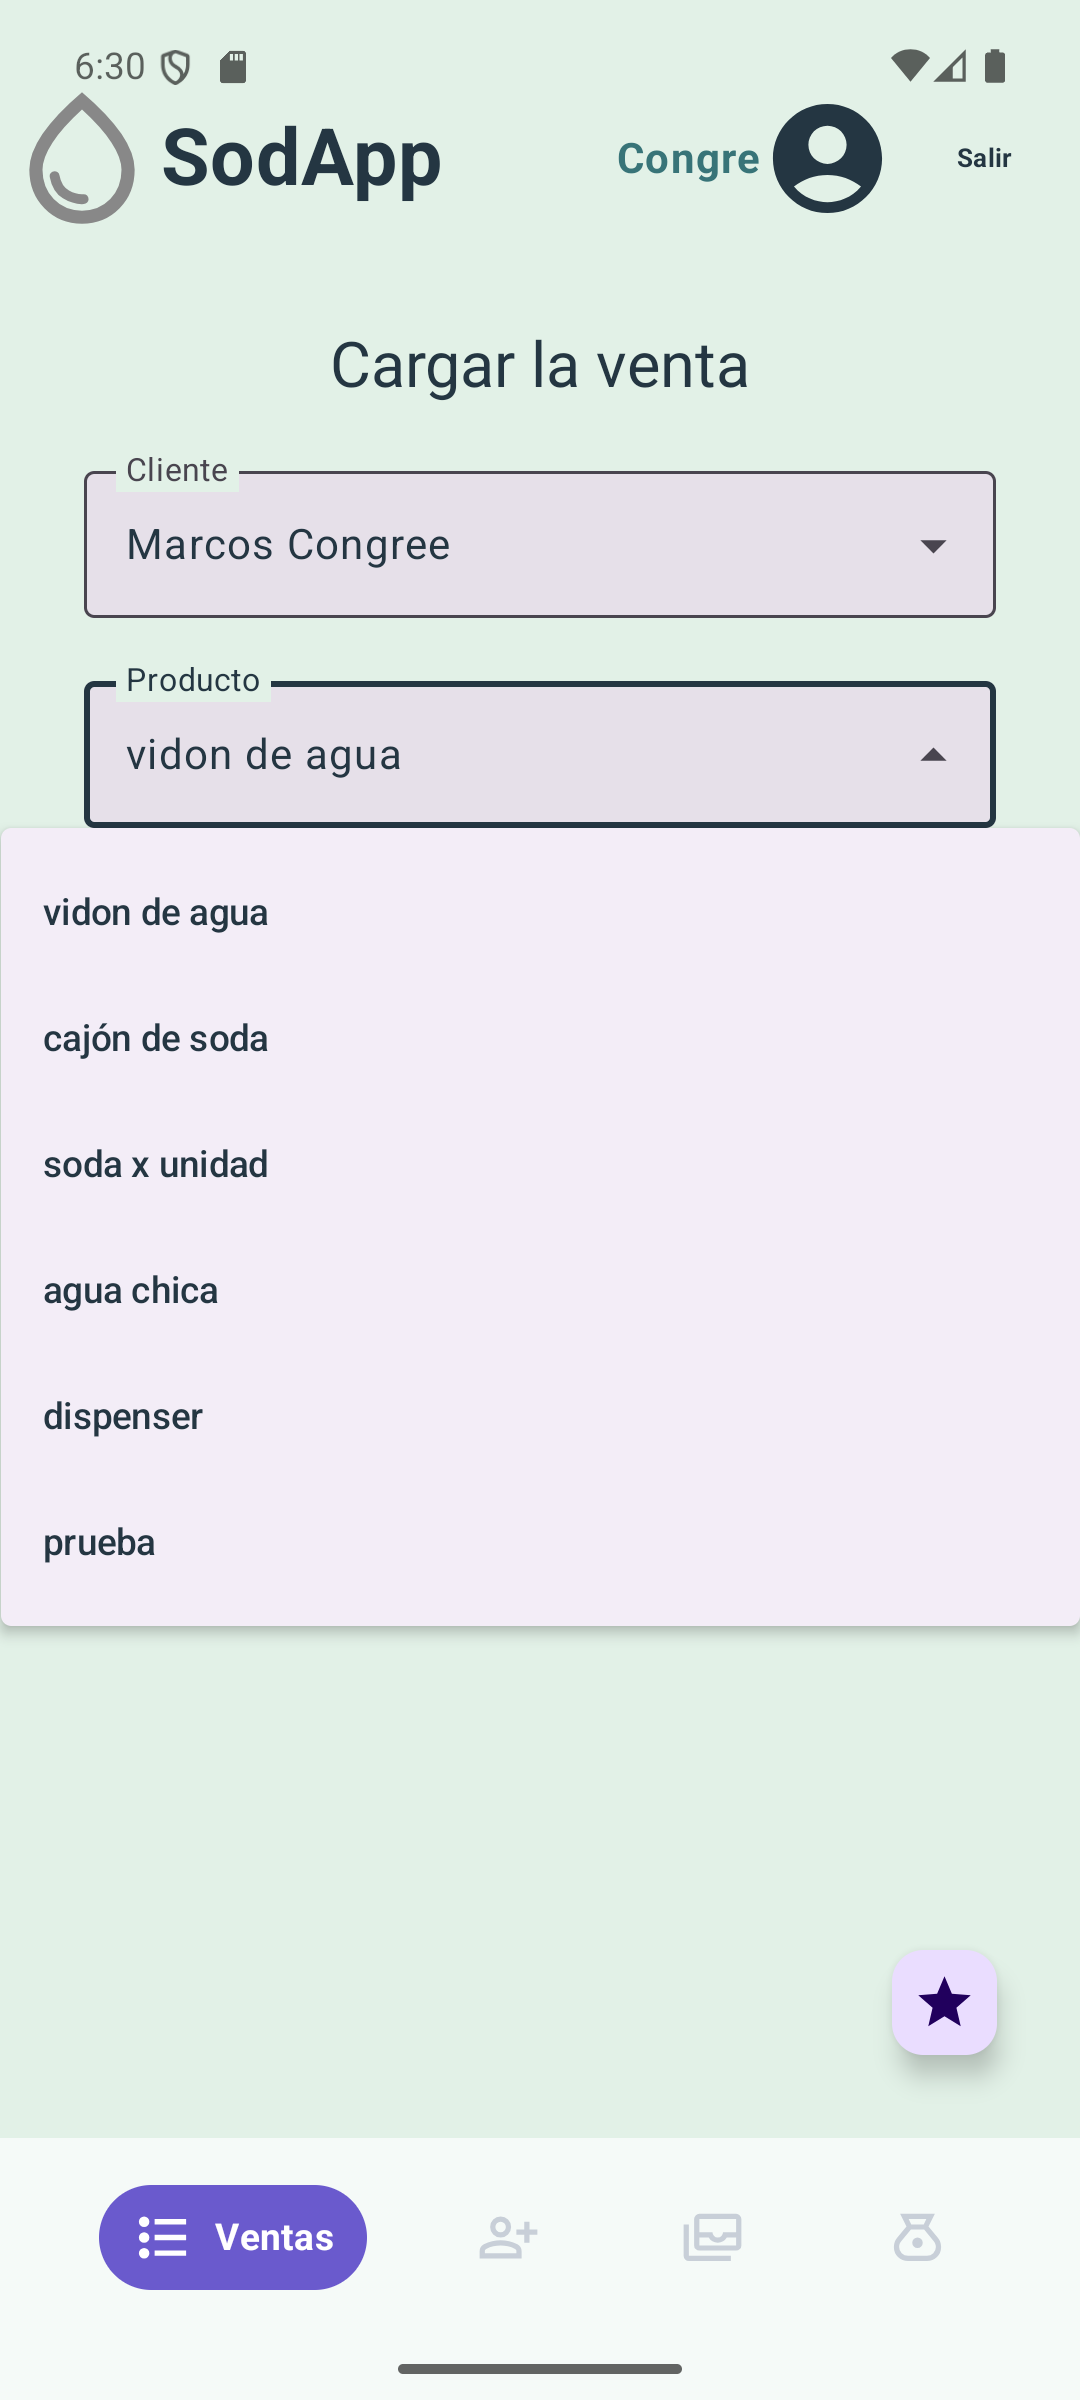 6:30
SodApp
Congre
Salir
Cargar la venta
Cliente
Marcos Congree
Producto
vidon de agua
vidon de agua
cajón de soda
soda x unidad
agua chica
dispenser
prueba
Ventas